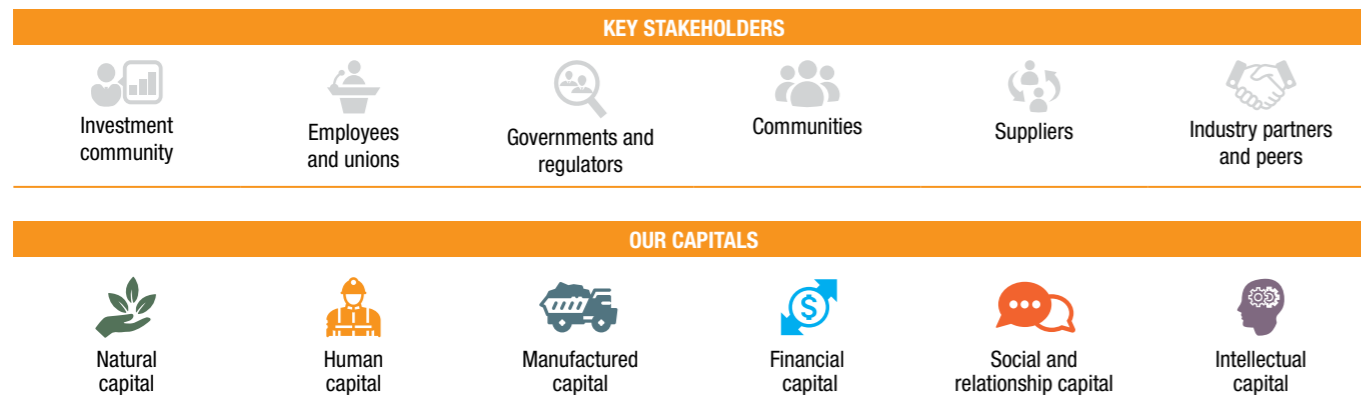 KEY STAKEHOLDERS
Investment
community
Employees
and unions
Governments and
regulators
Communities
Suppliers
Industry partners
and peers
OUR CAPITALS
Natural
capital
Human
capital
Manufactured
capital
Financial
capital
Social and
relationship capital
Intellectual
capital